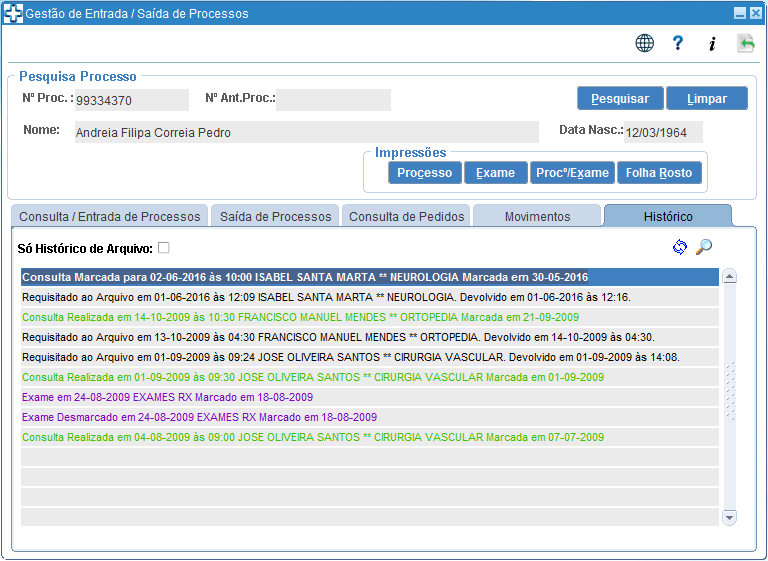 Gestão de Entrada / Saída de Processos
Pesquisa Processo
Nº Proc. : 99334370 Nº Ant.Proc.: Pesquisar Limpar
Nome: Andreia Filipa Correia Pedro Data Nasc.: 12/03/1964
Impressões
Processo Exame Procº/Exame Folha Rosto
Consulta / Entrada de Processos Saída de Processos Consulta de Pedidos Movimentos Histórico
Só Histórico de Arquivo:
Consulta Marcada para 02-06-2016 às 10:00 ISABEL SANTA MARTA ** NEUROLOGIA Marcada em 30-05-2016
Requisitado ao Arquivo em 01-06-2016 às 12:09 ISABEL SANTA MARTA ** NEUROLOGIA. Devolvido em 01-06-2016 às 12:16.
Consulta Realizada em 14-10-2009 às 10:30 FRANCISCO MANUEL MENDES ** ORTOPEDIA Marcada em 21-09-2009
Requisitado ao Arquivo em 13-10-2009 às 04:30 FRANCISCO MANUEL MENDES ** ORTOPEDIA. Devolvido em 14-10-2009 às 04:30.
Requisitado ao Arquivo em 01-09-2009 às 09:24 JOSE OLIVEIRA SANTOS ** CIRURGIA VASCULAR. Devolvido em 01-09-2009 às 14:08.
Consulta Realizada em 01-09-2009 às 09:30 JOSE OLIVEIRA SANTOS ** CIRURGIA VASCULAR Marcada em 01-09-2009
Exame em 24-08-2009 EXAMES RX Marcado em 18-08-2009
Exame Desmarcado em 24-08-2009 EXAMES RX Marcado em 18-08-2009
Consulta Realizada em 04-08-2009 às 09:00 JOSE OLIVEIRA SANTOS ** CIRURGIA VASCULAR Marcada em 07-07-2009